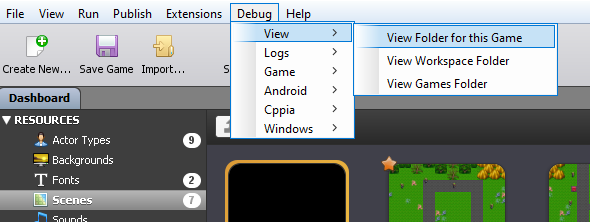 File View Run Publish Extensions Debug Help
View
View Folder for this Game
Logs
View Workspace Folder
Game
View Games Folder
Android
Cppia
Windows
Create New... Save Game Import... S
Dashboard
RESOURCES
Actor Types 9
Backgrounds
T Fonts 2
Scenes 7
Sounds